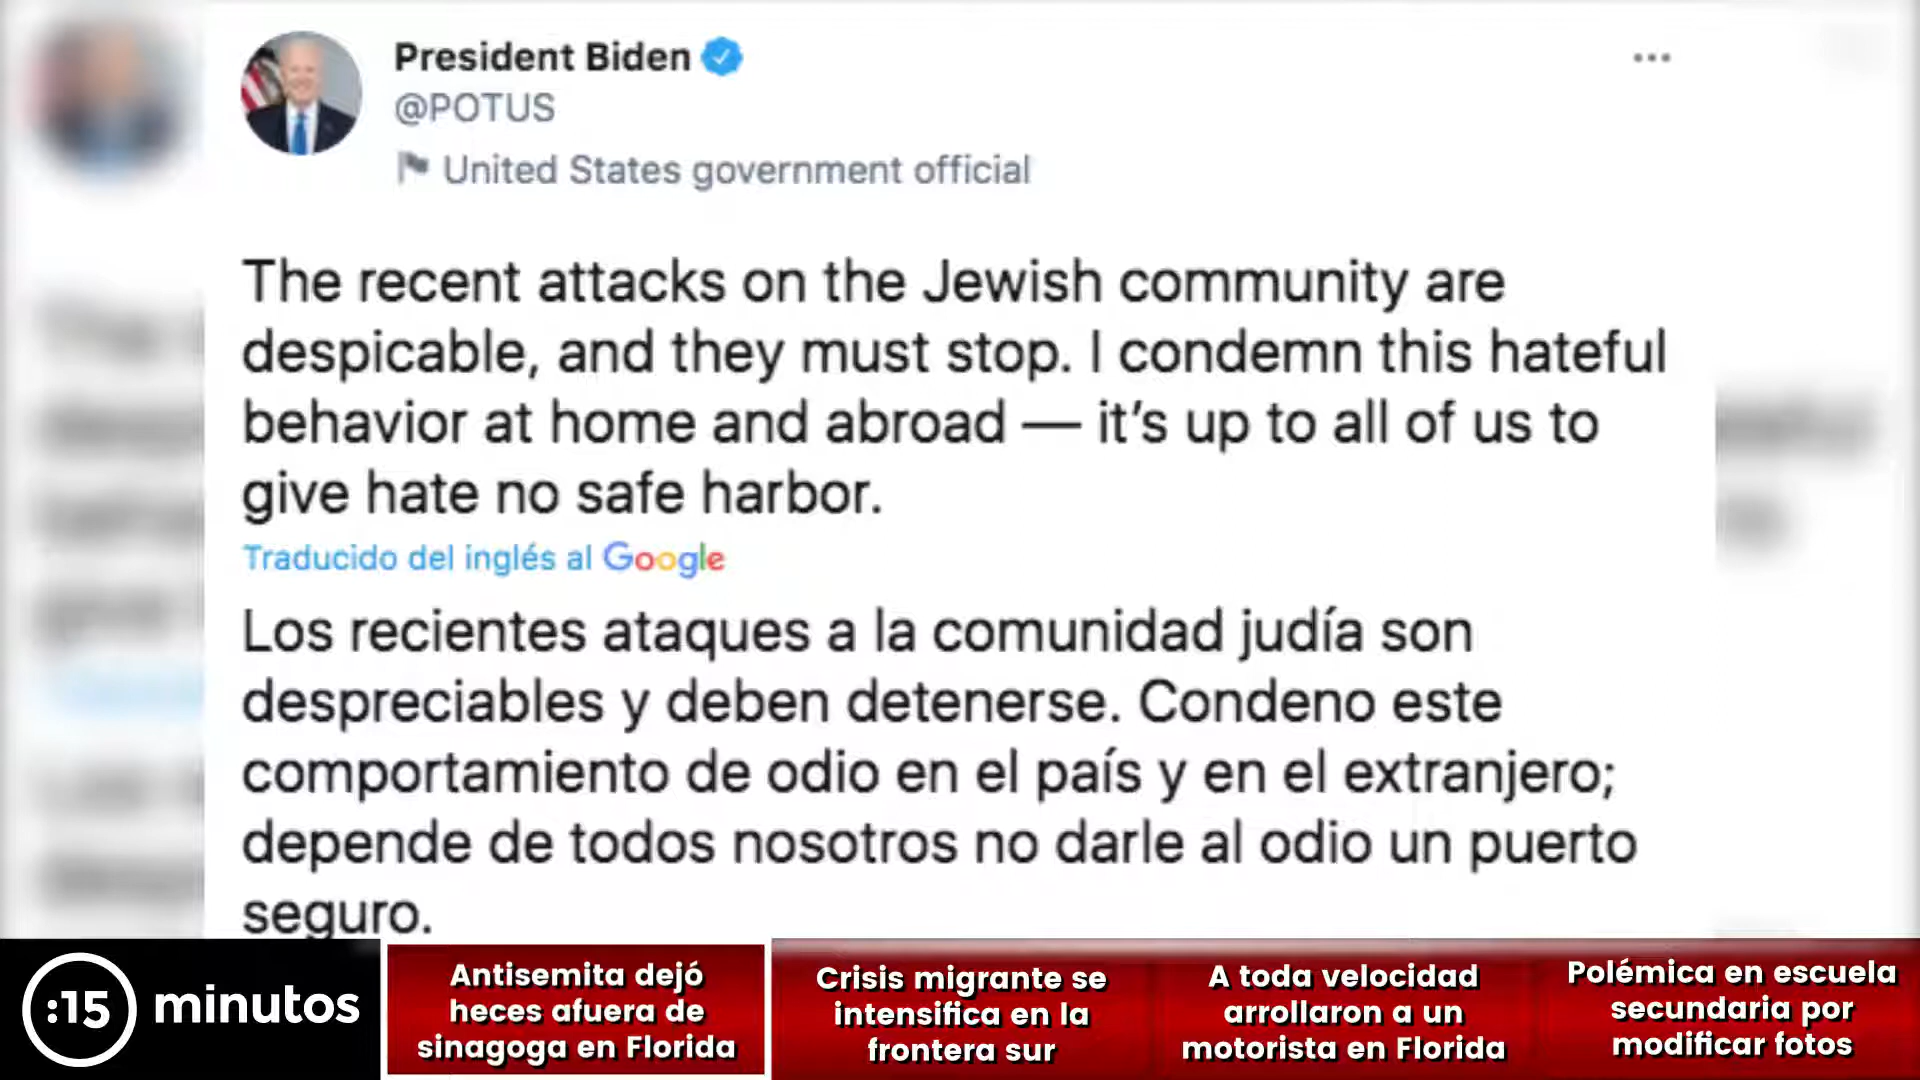 President Biden
@POTUS
United States government official
The recent attacks on the Jewish community are
despicable, and they must stop. I condemn this hateful
behavior at home and abroad — it’s up to all of us to
give hate no safe harbor.
Traducido del inglés al Google
Los recientes ataques a la comunidad judía son
despreciables y deben detenerse. Condeno este
comportamiento de odio en el país y en el extranjero;
depende de todos nosotros no darle al odio un puerto
seguro.
:15 minutos
Antisemita dejó
heces afuera de
sinagoga en Florida
Crisis migrante se
intensifica en la
frontera sur
A toda velocidad
arrollaron a un
motorista en Florida
Polémica en escuela
secundaria por
modificar fotos